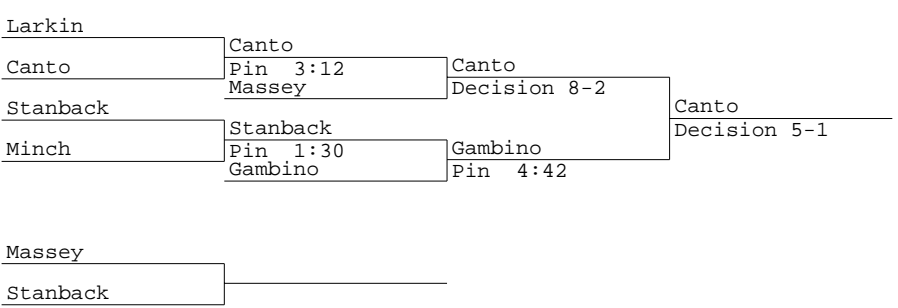 Larkin
Canto
Canto
Pin 3:12
Canto
Massey
Decision 8-2
Stanback
Canto
Stanback
Decision 5-1
Minch
Pin 1:30
Gambino
Gambino
Pin 4:42
Massey
Stanback